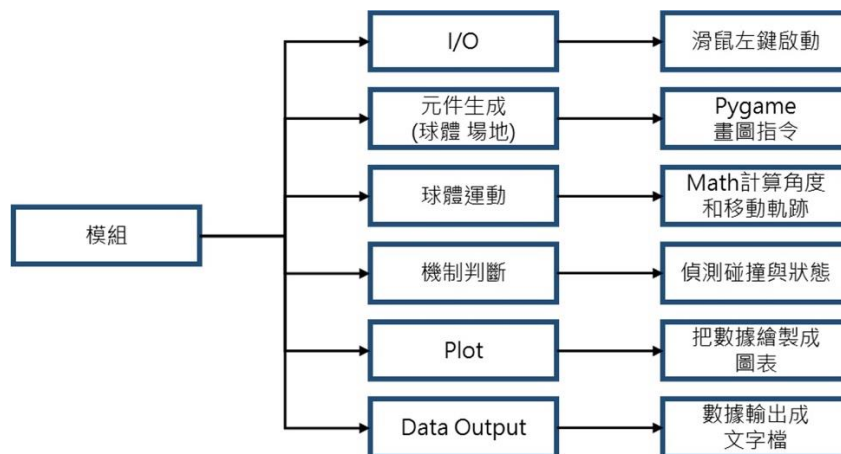 I/O
滑鼠左鍵啟動
元件生成
(球體 場地)
Pygame
畫圖指令
球體運動
Math計算角度
和移動軌跡
模組
機制判斷
偵測碰撞與狀態
Plot
把數據繪製成
圖表
Data Output
數據輸出成
文字檔